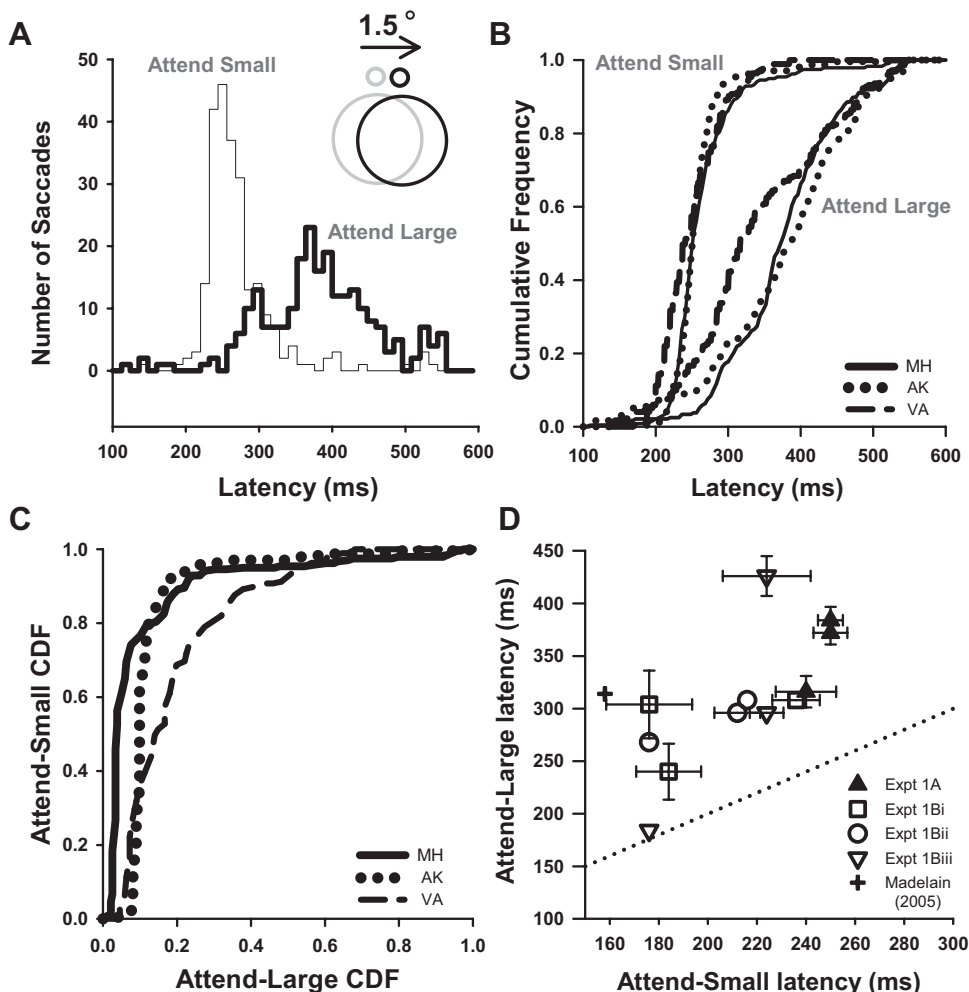 A
1.5 °
Attend Small
Attend Large
50
40
30
20
10
0
Number of Saccades
100 200 300 400 500 600
Latency (ms)
B
Attend Small
Attend Large
1.0
0.8
0.6
0.4
0.2
0.0
Cumulative Frequency
MH
AK
VA
100 200 300 400 500 600
Latency (ms)
C
1.0
0.8
0.6
0.4
0.2
0.0
Attend-Small CDF
MH
AK
VA
0.0 0.2 0.4 0.6 0.8 1.0
Attend-Large CDF
D
450
400
350
300
250
200
150
100
Attend-Large latency (ms)
Expt 1A
Expt 1Bi
Expt 1Bii
Expt 1Biii
Madelain
(2005)
160 180 200 220 240 260 280 300
Attend-Small latency (ms)